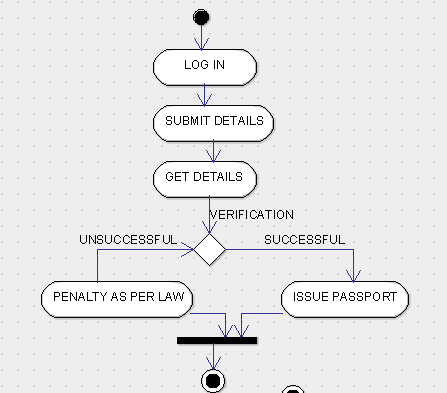 LOG IN
SUBMIT DETAILS
GET DETAILS
VERIFICATION
UNSUCCESSFUL
SUCCESSFUL
PENALTY AS PER LAW
ISSUE PASSPORT